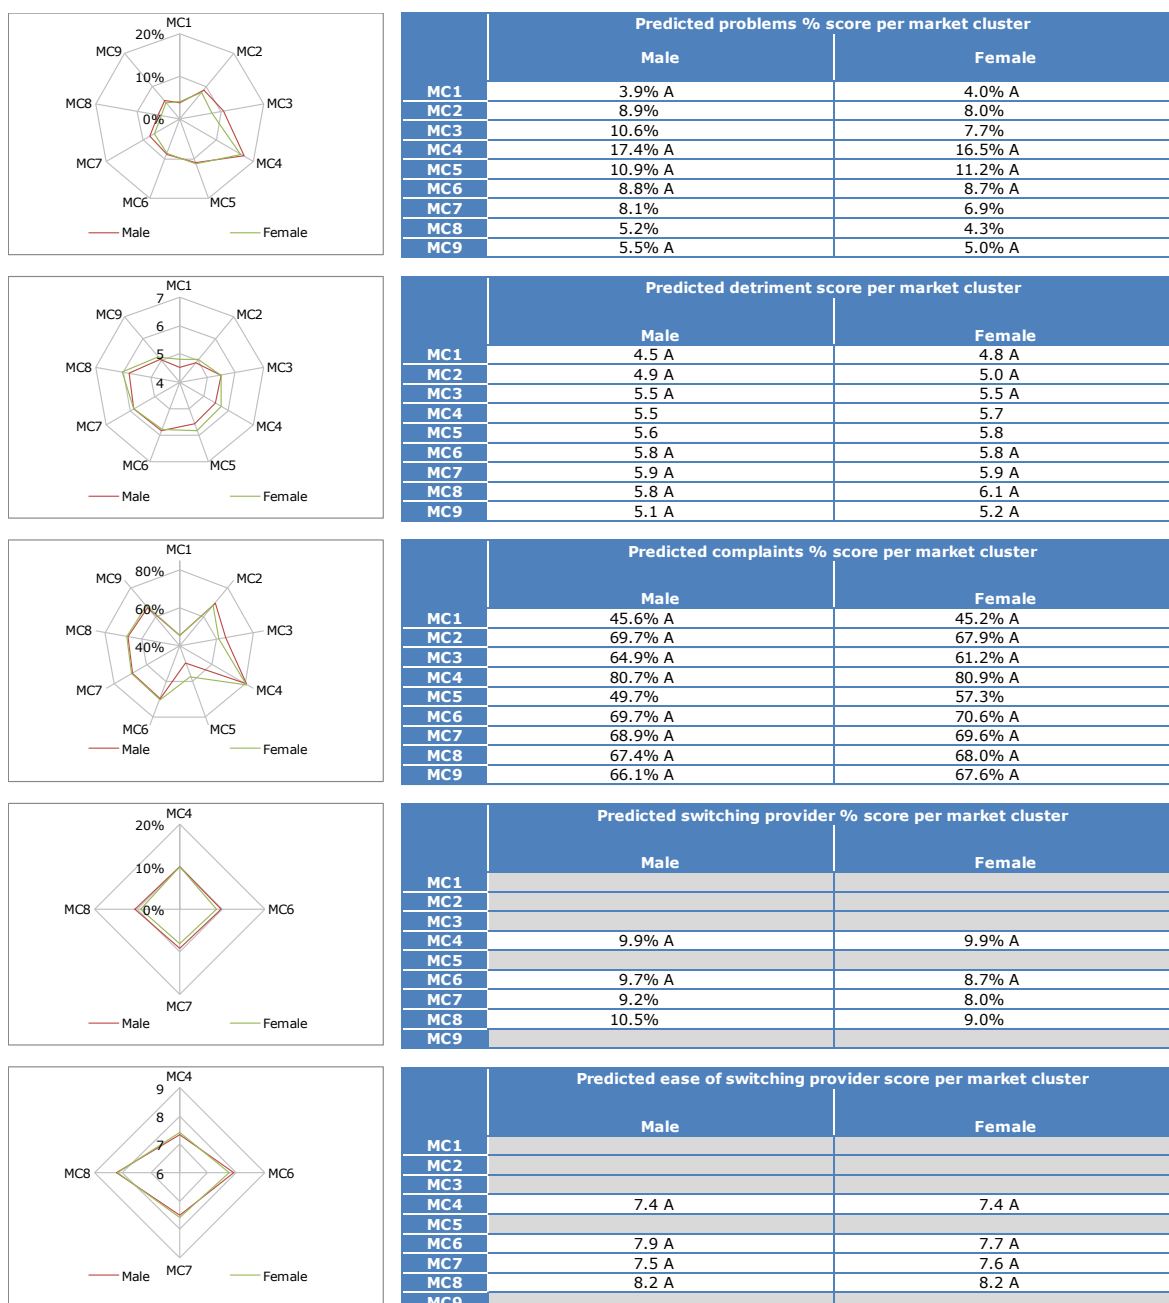 MC1
20%
MC9
MC2
10%
MC8
MC3
0%
MC7
MC4
MC6
MC5
Male
Female
Predicted problems % score per market cluster
Male Female
MC1 3.9% A 4.0% A
MC2 8.9% 8.0%
MC3 10.6% 7.7%
MC4 17.4% A 16.5% A
MC5 10.9% A 11.2% A
MC6 8.8% A 8.7% A
MC7 8.1% 6.9%
MC8 5.2% 4.3%
MC9 5.5% A 5.0% A
MC1
7
MC9
MC2
6
5
MC8
MC3
4
MC7
MC4
MC6
MC5
Male
Female
Predicted detriment score per market cluster
Male Female
MC1 4.5 A 4.8 A
MC2 4.9 A 5.0 A
MC3 5.5 A 5.5 A
MC4 5.5 5.7
MC5 5.6 5.8
MC6 5.8 A 5.8 A
MC7 5.9 A 5.9 A
MC8 5.8 A 6.1 A
MC9 5.1 A 5.2 A
MC1
80%
MC9
MC2
60%
MC8
MC3
40%
MC7
MC4
MC6
MC5
Male
Female
Predicted complaints % score per market cluster
Male Female
MC1 45.6% A 45.2% A
MC2 69.7% A 67.9% A
MC3 64.9% A 61.2% A
MC4 80.7% A 80.9% A
MC5 49.7% 57.3%
MC6 69.7% A 70.6% A
MC7 68.9% A 69.6% A
MC8 67.4% A 68.0% A
MC9 66.1% A 67.6% A
MC4
20%
10%
MC8
0%
MC6
MC7
Male
Female
Predicted switching provider % score per market cluster
Male Female
MC1
MC2
MC3
MC4 9.9% A 9.9% A
MC5
MC6 9.7% A 8.7% A
MC7 9.2% 8.0%
MC8 10.5% 9.0%
MC9
MC4
9
8
7
MC8
6
MC6
MC7
Male
Female
Predicted ease of switching provider score per market cluster
Male Female
MC1
MC2
MC3
MC4 7.4 A 7.4 A
MC5
MC6 7.9 A 7.7 A
MC7 7.5 A 7.6 A
MC8 8.2 A 8.2 A
MC9